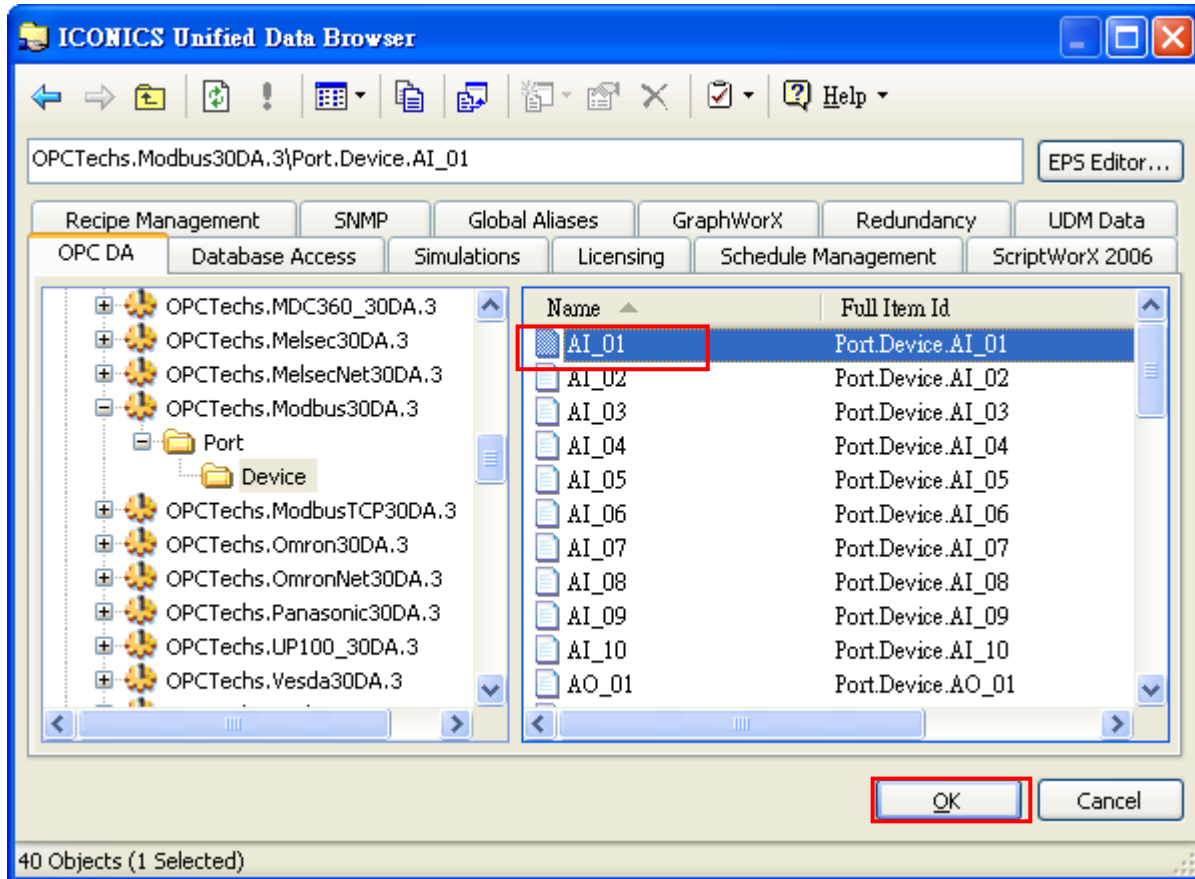 ICONICS Unified Data Browser
Help
OPCTechs.Modbus30DA.3\Port.Device.AI_01
EPS Editor...
Recipe Management SNMP Global Aliases GraphWorX Redundancy UDM Data
OPC DA Database Access Simulations Licensing Schedule Management ScriptWorX 2006
OPCTechs.MDC360_30DA.3
OPCTechs.Melsec30DA.3
OPCTechs.MelsecNet30DA.3
OPCTechs.Modbus30DA.3
Port
Device
OPCTechs.ModbusTCP30DA.3
OPCTechs.Omron30DA.3
OPCTechs.OmronNet30DA.3
OPCTechs.Panasonic30DA.3
OPCTechs.UP100_30DA.3
OPCTechs.Vesda30DA.3
Name Full Item Id
AI_01 Port.Device.AI_01
AI_02 Port.Device.AI_02
AI_03 Port.Device.AI_03
AI_04 Port.Device.AI_04
AI_05 Port.Device.AI_05
AI_06 Port.Device.AI_06
AI_07 Port.Device.AI_07
AI_08 Port.Device.AI_08
AI_09 Port.Device.AI_09
AI_10 Port.Device.AI_10
AO_01 Port.Device.AO_01
OK Cancel
40 Objects (1 Selected)